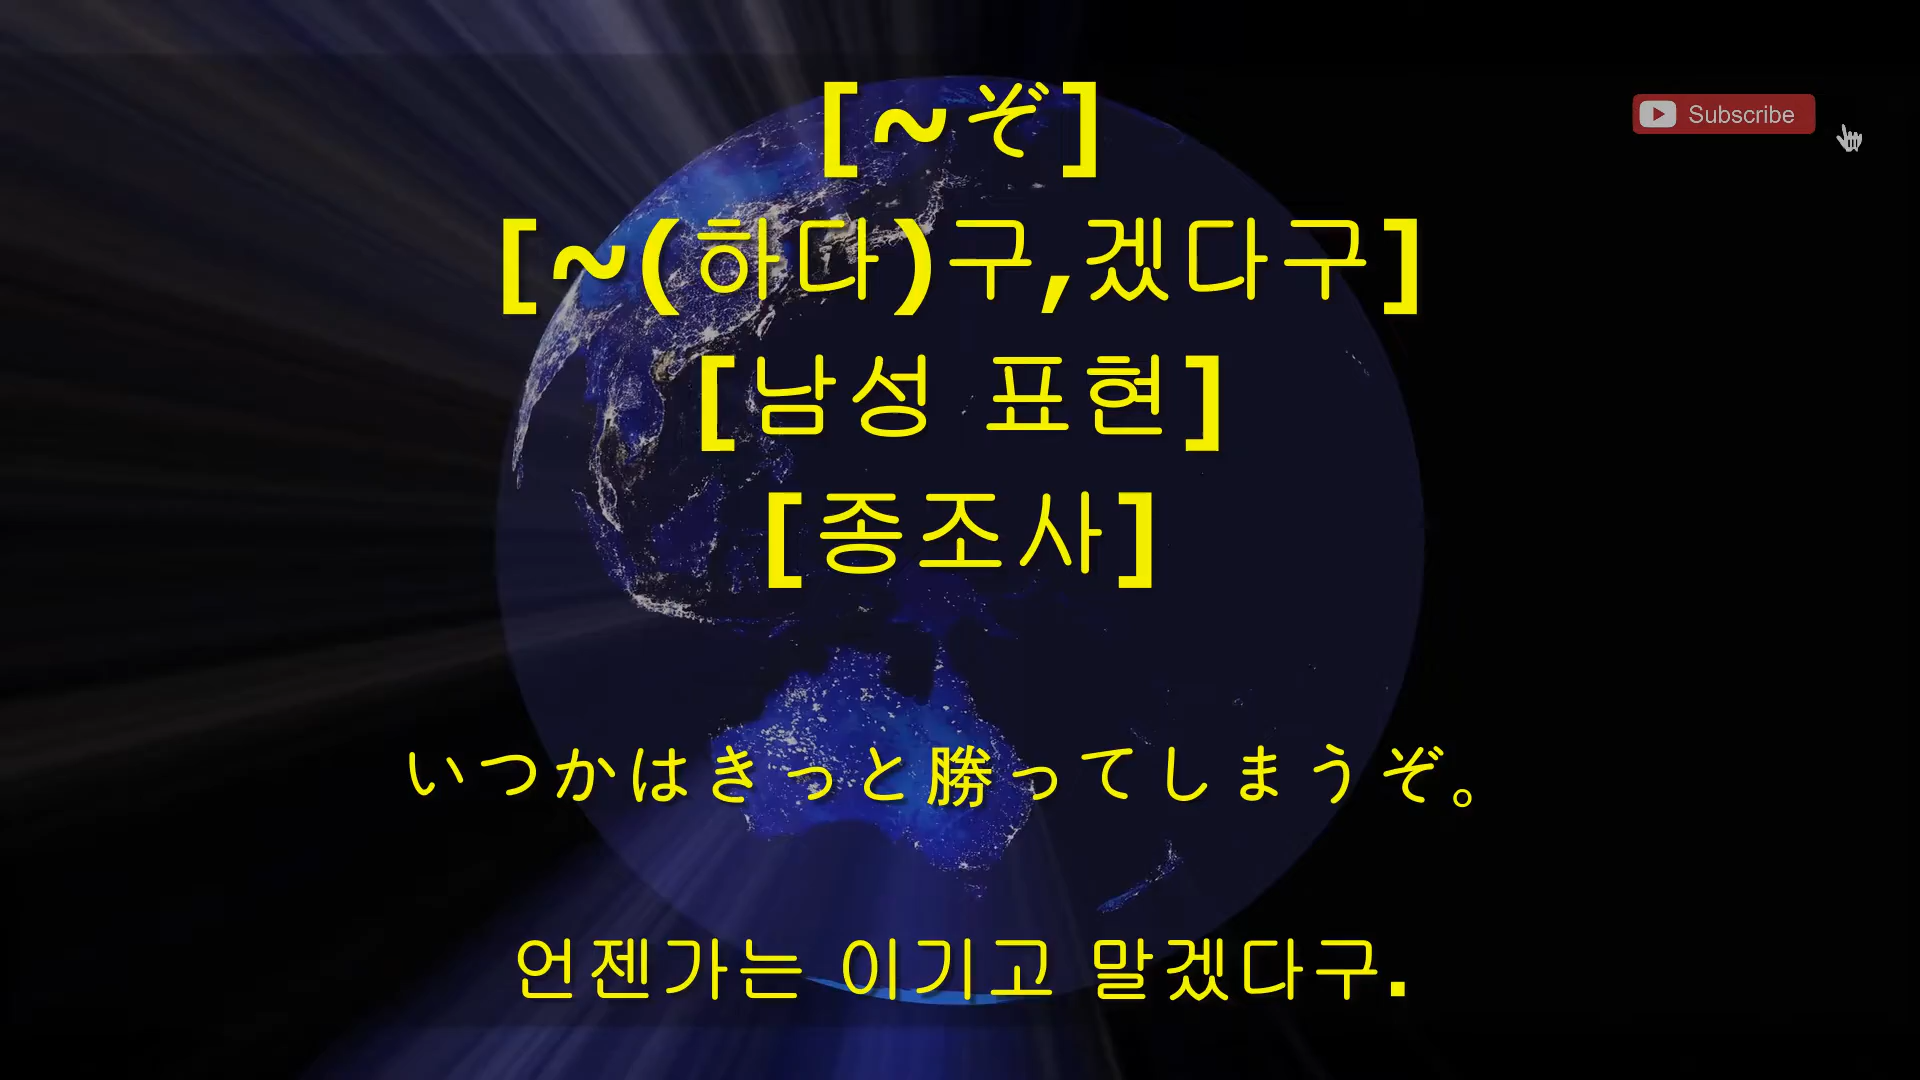 [~ぞ]
Subscribe
[~(하다)구,겠다구]
[남성 표현]
[종조사]
いつかはきっと勝ってしまうぞ。
언젠가는 이기고 말겠다구.